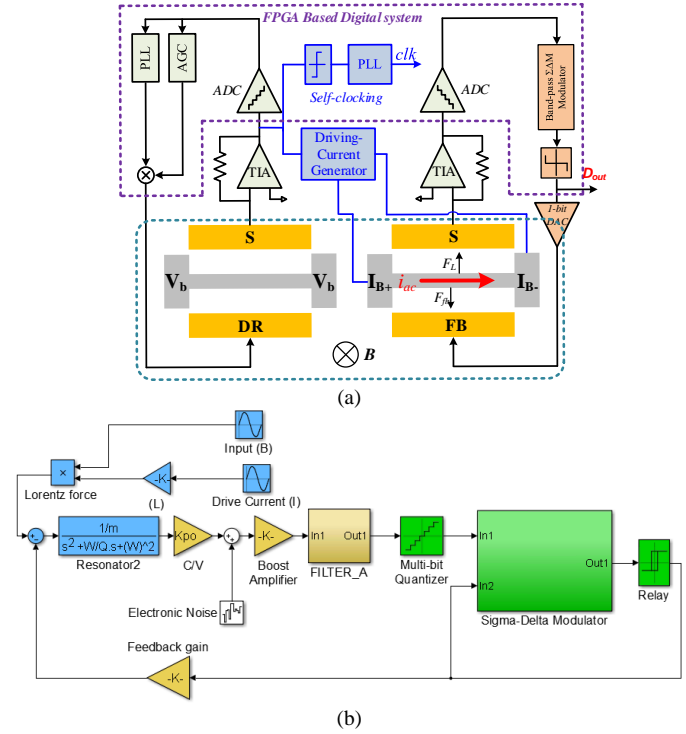 FPGA Based Digital system
PLL
AGC
ADC
PLL
clk
Self-clocking
ADC
Band-pass ΣΔM
Modulator
TIA
Driving-
Current
Generator
TIA
Dout
1-bit
DAC
S
S
Vb
Vb
IB+
iac
FL
Ffb
IB-
DR
FB
B
(a)
Input (B)
×
Lorentz force
-K-
(L)
Drive Current (I)
1/m
s² +W/Q.s+(W)^2
Resonator2
Kpo
C/V
-K-
Boost
Amplifier
In1
Out1
FILTER_A
Multi-bit
Quantizer
In1
In2
Out1
Sigma-Delta Modulator
Relay
Electronic Noise
Feedback gain
-K-
(b)